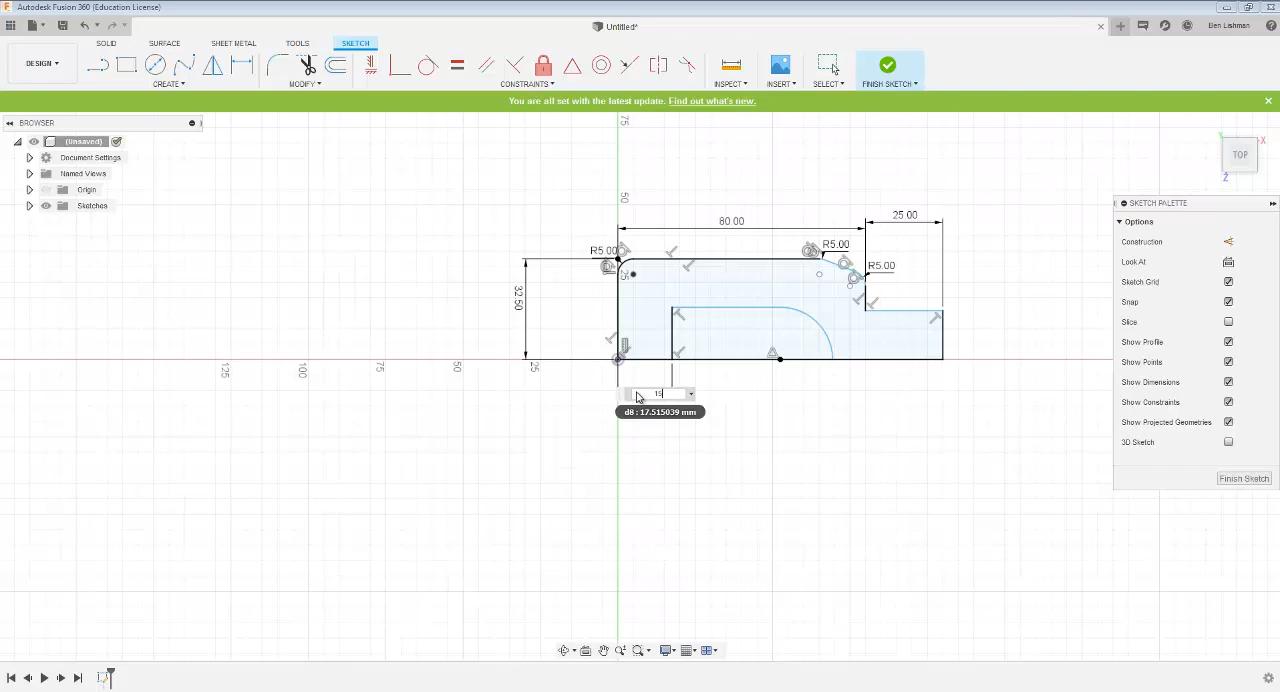 Autodesk Fusion 360 (Education License)
Untitled*
Ben Lishman
DESIGN
SOLID
SURFACE
SHEET METAL
TOOLS
SKETCH
CREATE
MODIFY
CONSTRAINTS
INSPECT
INSERT
SELECT
FINISH SKETCH
You are all set with the latest update. Find out what's new.
BROWSER
(Unsaved)
Document Settings
Named Views
Origin
Sketches
TOP
X
Y
Z
75
50
25
25
50
75
100
125
80.00
25.00
R5.00
R5.00
R5.00
32.50
15
d8 : 17.515039 mm
SKETCH PALETTE
Options
Construction
Look At
Sketch Grid
Snap
Slice
Show Profile
Show Points
Show Dimensions
Show Constraints
Show Projected Geometries
3D Sketch
Finish Sketch